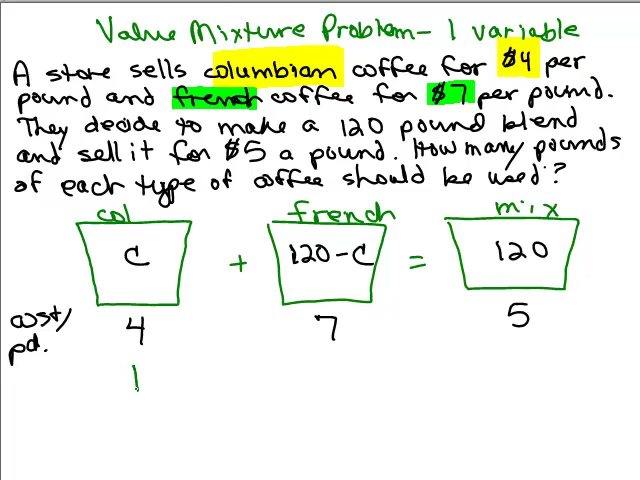 Value Mixture Problem- 1 variable
A store sells columbian coffee for $4 per
pound and french coffee for $7 per pound.
They decide to make a 120 pound blend
and sell it for $5 a pound. How many pounds
of each type of coffee should be used?
col french mix
C + 120-C = 120
cost/ pd. 4 7 5